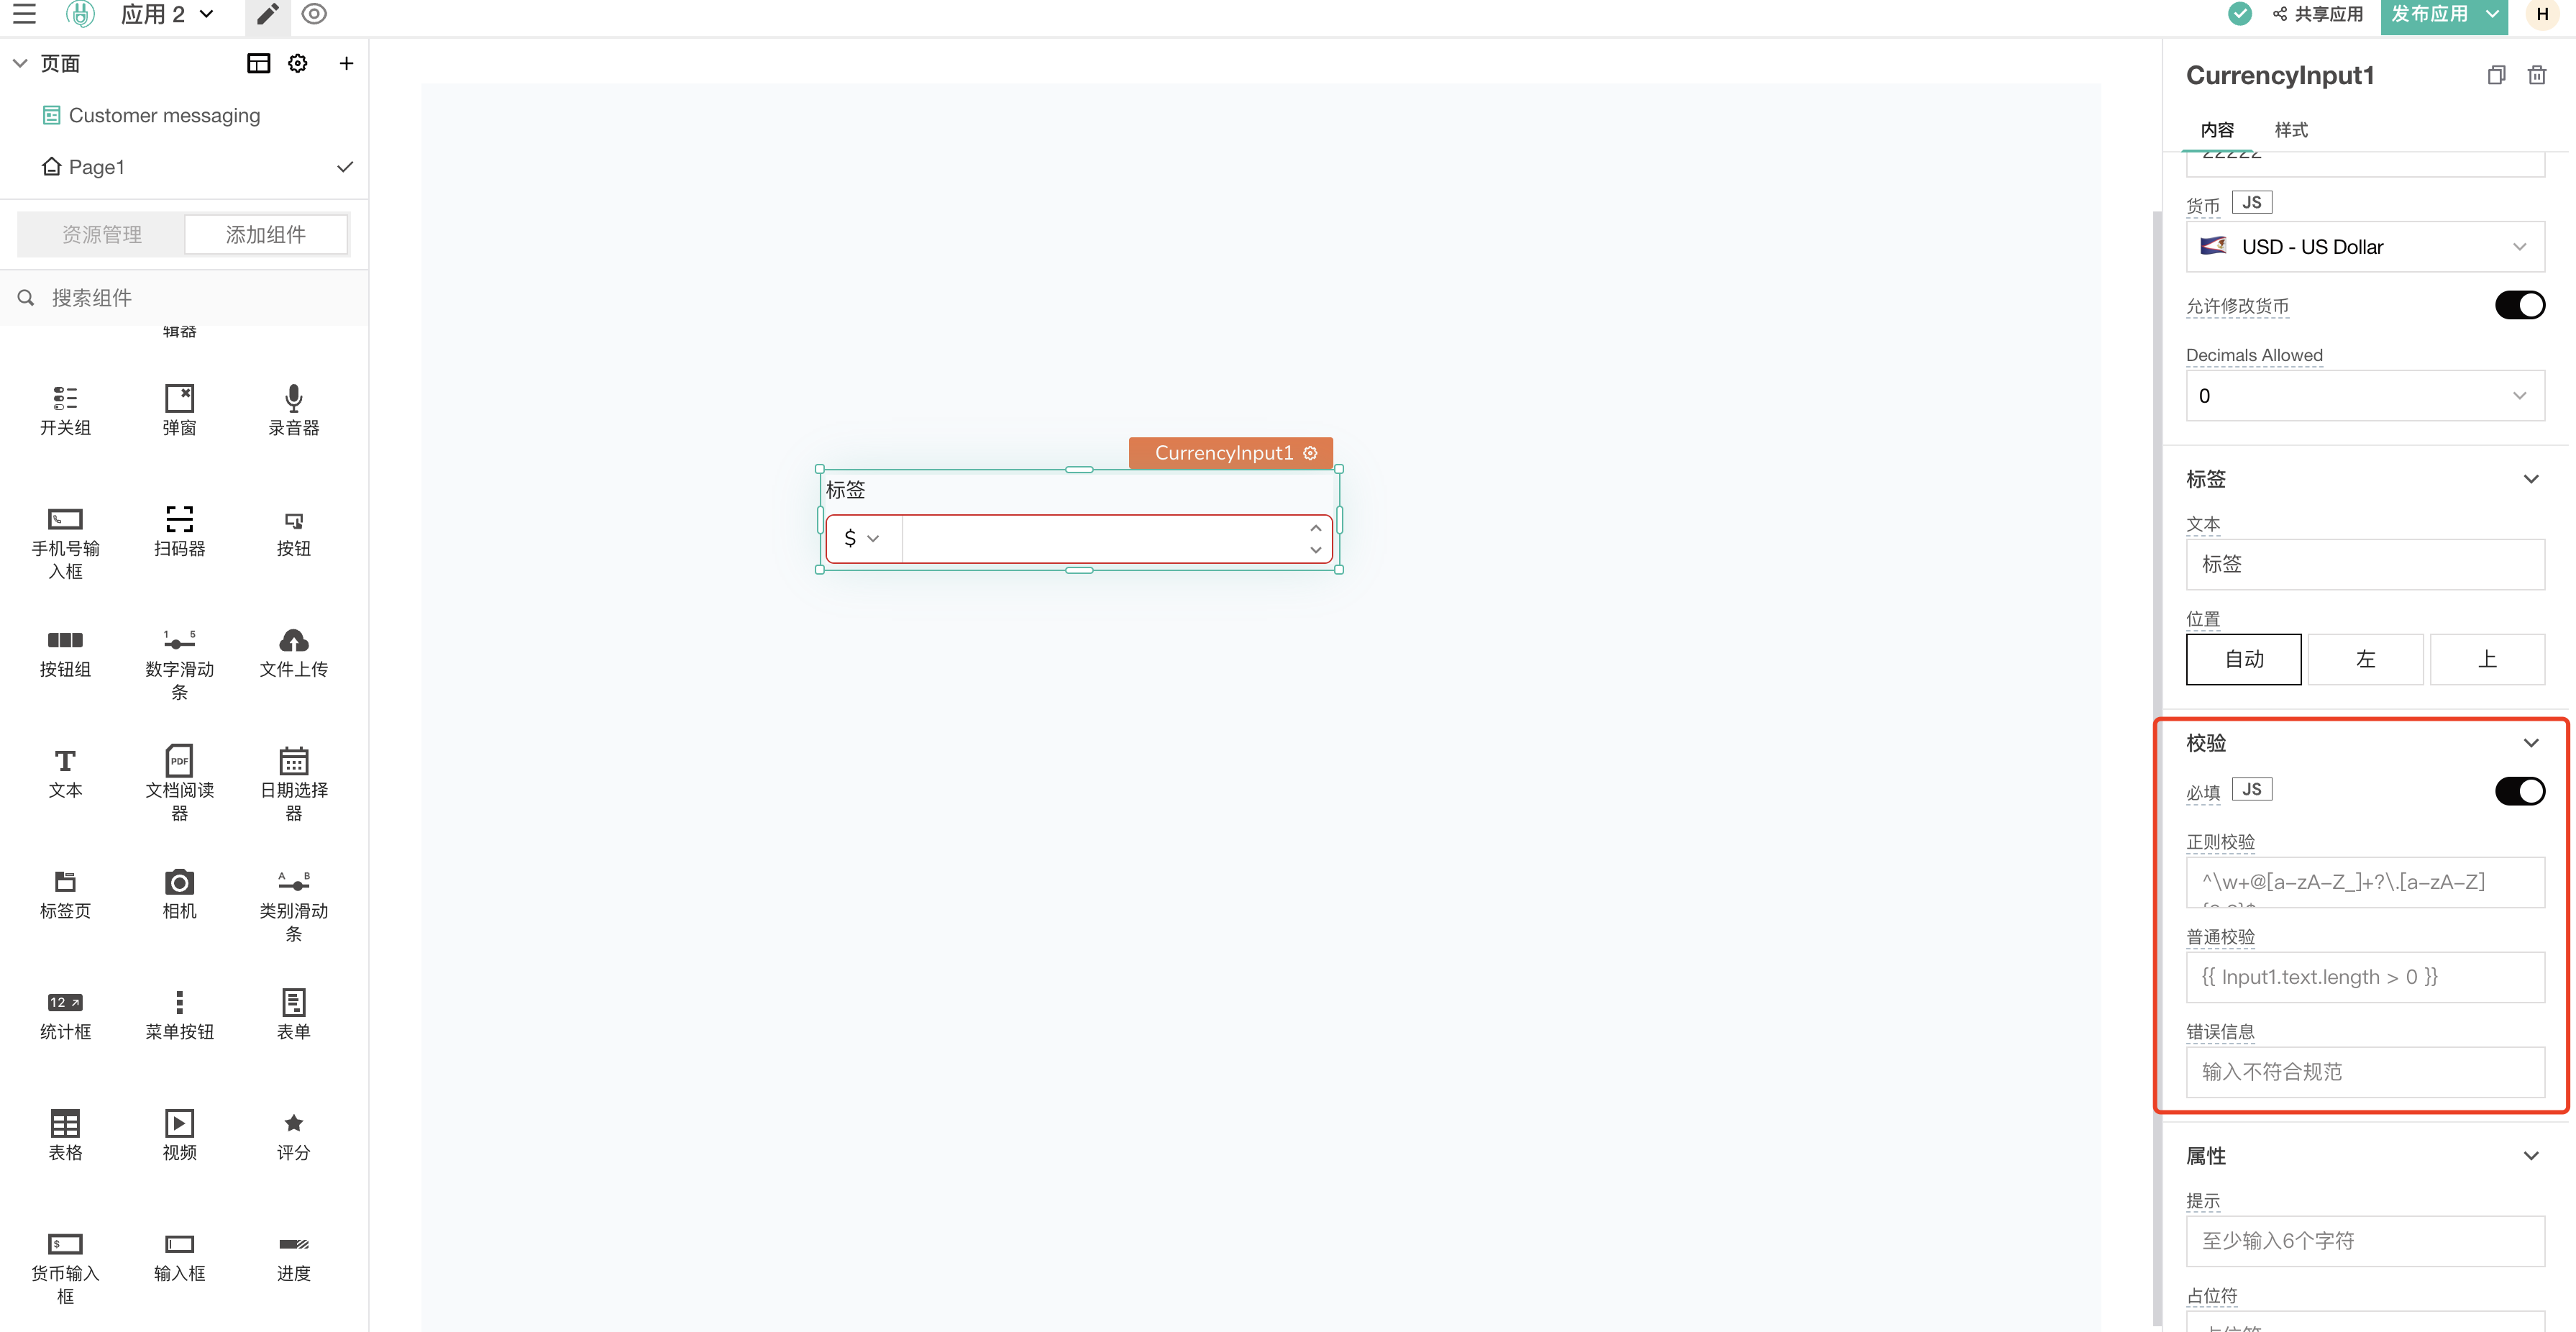 应用 2
共享应用
发布应用
H
页面
Customer messaging
Page1
资源管理
添加组件
搜索组件
辑器
开关组
弹窗
录音器
手机号输
入框
扫码器
按钮
按钮组
1 5
数字滑动
条
文件上传
T
文本
PDF
文档阅读
器
日期选择
器
标签页
相机
A B
类别滑动
条
12
统计框
菜单按钮
表单
表格
视频
评分
$
货币输入
框
输入框
进度
CurrencyInput1
标签
$
CurrencyInput1
内容
样式
22222
货币
JS
USD - US Dollar
允许修改货币
Decimals Allowed
0
标签
文本
标签
位置
自动
左
上
校验
必填
JS
正则校验
^\w+@[a-zA-Z_]+?\.[a-zA-Z]
普通校验
{{ Input1.text.length > 0 }}
错误信息
输入不符合规范
属性
提示
至少输入6个字符
占位符